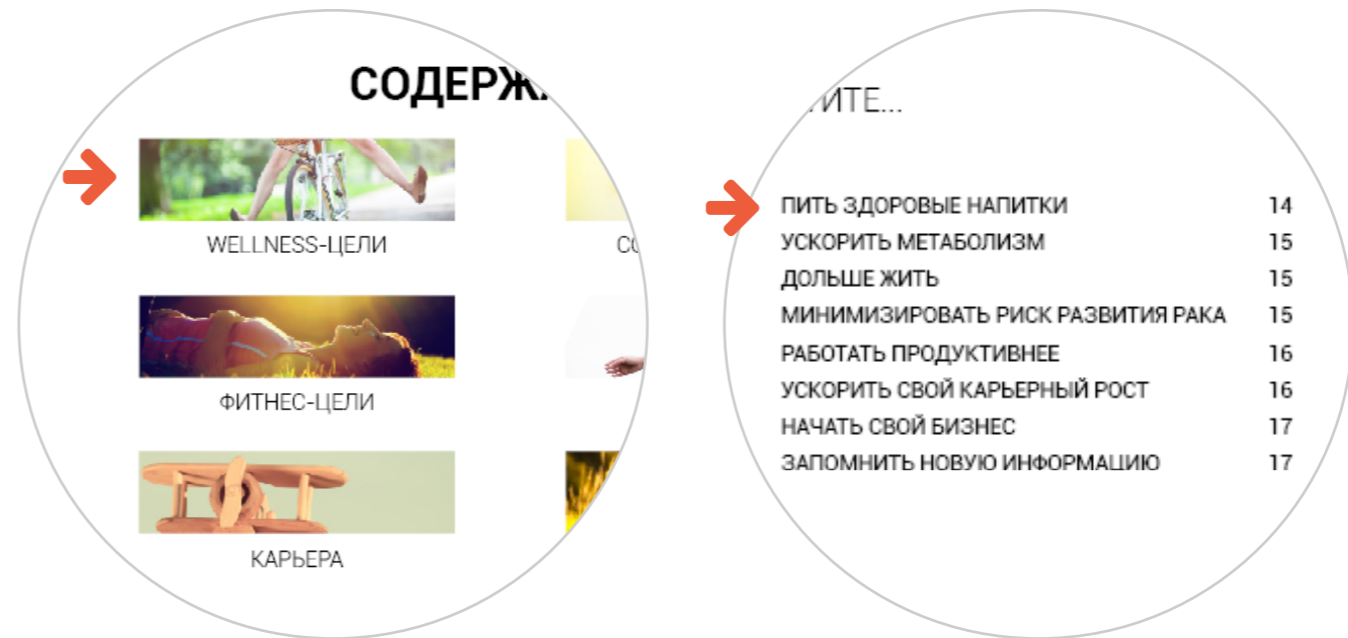 СОДЕРЖ
WELLNESS-ЦЕЛИ
ФИТНЕС-ЦЕЛИ
КАРЬЕРА
ИТЕ...
ПИТЬ ЗДОРОВЫЕ НАПИТКИ 14
УСКОРИТЬ МЕТАБОЛИЗМ 15
ДОЛЬШЕ ЖИТЬ 15
МИНИМИЗИРОВАТЬ РИСК РАЗВИТИЯ РАКА 15
РАБОТАТЬ ПРОДУКТИВНЕЕ 16
УСКОРИТЬ СВОЙ КАРЬЕРНЫЙ РОСТ 16
НАЧАТЬ СВОЙ БИЗНЕС 17
ЗАПОМНИТЬ НОВУЮ ИНФОРМАЦИЮ 17